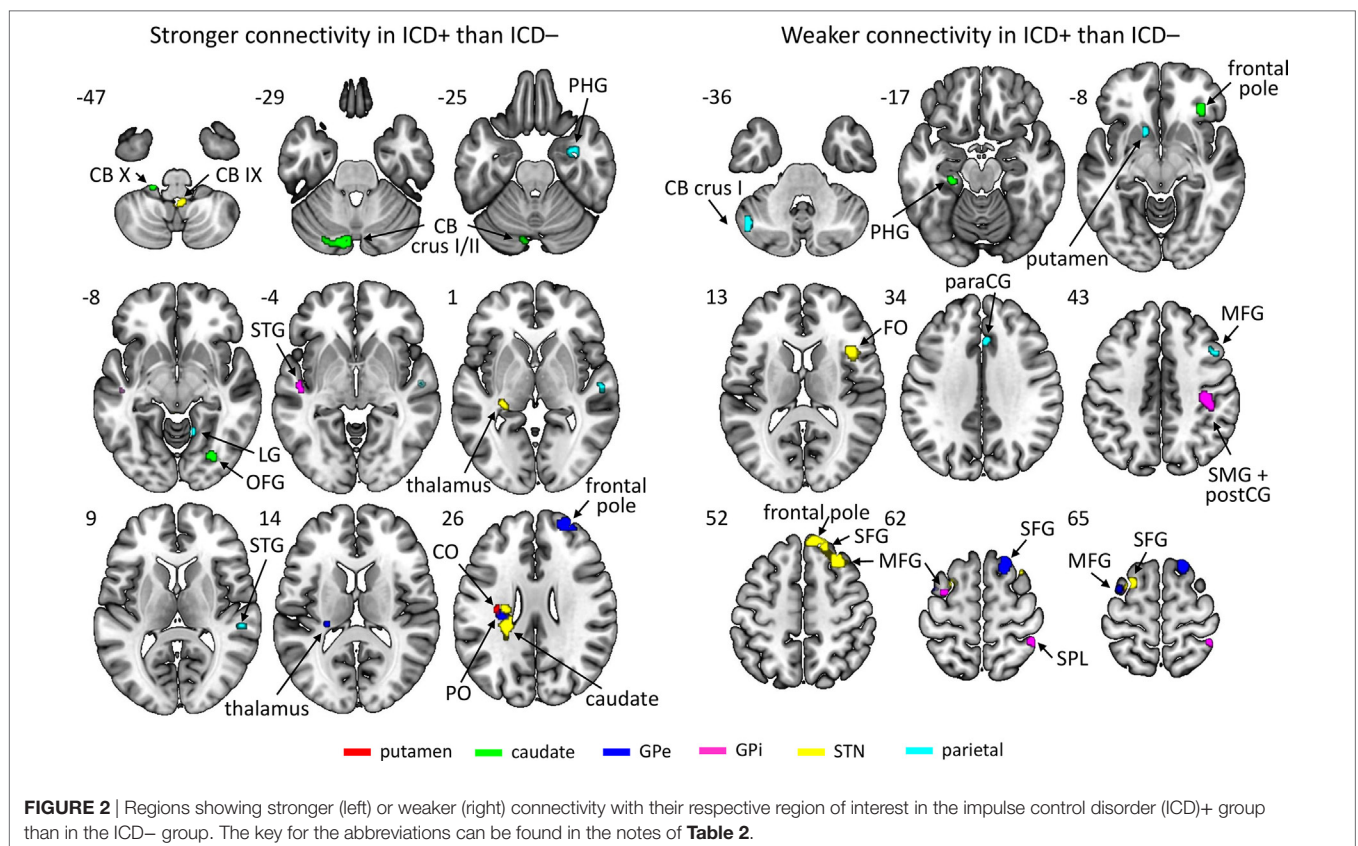 Stronger connectivity in ICD+ than ICD−
-47
-29
-25
PHG
CB X
CB IX
CB
crus I/II
-8
-4
1
STG
LG
OFG
thalamus
frontal
pole
9
14
26
STG
CO
thalamus
PO
caudate
Weaker connectivity in ICD+ than ICD−
-36
-17
-8
frontal
pole
CB crus I
PHG
putamen
13
34
43
paraCG
FO
MFG
SMG +
postCG
52
62
65
frontal pole
SFG
MFG
SFG
SPL
MFG
SFG
putamen caudate GPe GPi STN parietal
FIGURE 2 | Regions showing stronger (left) or weaker (right) connectivity with their respective region of interest in the impulse control disorder (ICD)+ group
than in the ICD− group. The key for the abbreviations can be found in the notes of Table 2.